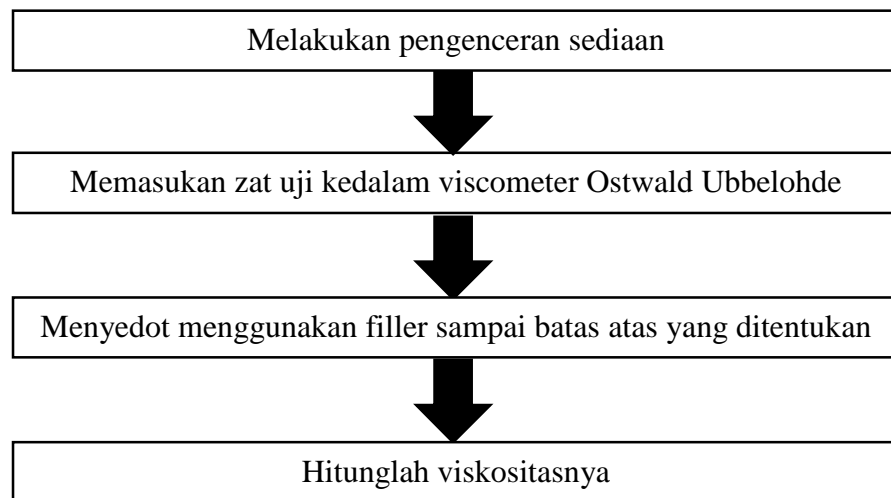 Melakukan pengenceran sediaan
Memasukan zat uji kedalam viscometer Ostwald Ubbelohde
Menyedot menggunakan filler sampai batas atas yang ditentukan
Hitunglah viskositasnya